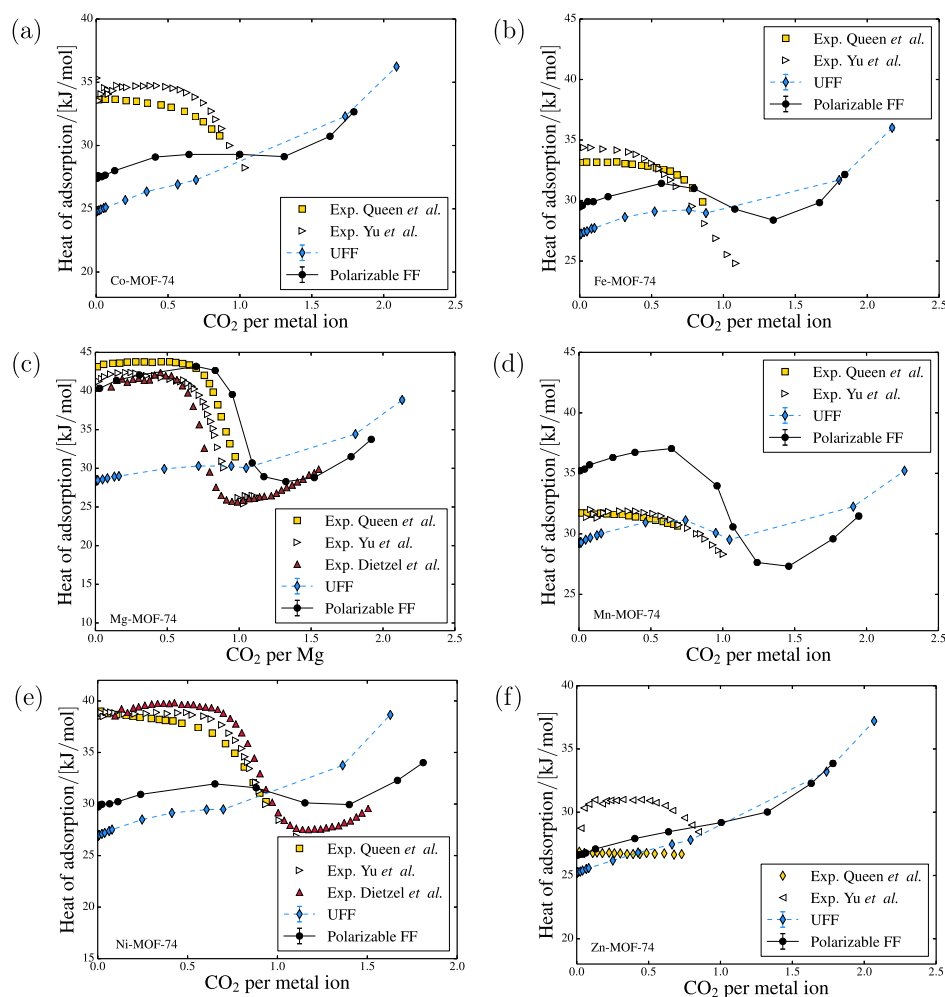 (a)
Heat of adsorption/[kJ/mol]
40
35
30
25
20
Exp. Queen et al.
Exp. Yu et al.
UFF
Polarizable FF
Co-MOF-74
0.0 0.5 1.0 1.5 2.0 2.5
CO2 per metal ion
(b)
Heat of adsorption/[kJ/mol]
45
40
35
30
25
Exp. Queen et al.
Exp. Yu et al.
UFF
Polarizable FF
Fe-MOF-74
0.0 0.5 1.0 1.5 2.0 2.5
CO2 per metal ion
(c)
Heat of adsorption/[kJ/mol]
45
40
35
30
25
20
15
10
Exp. Queen et al.
Exp. Yu et al.
Exp. Dietzel et al.
UFF
Polarizable FF
Mg-MOF-74
0.0 0.5 1.0 1.5 2.0 2.5
CO2 per Mg
(d)
Heat of adsorption/[kJ/mol]
45
40
35
30
25
Exp. Queen et al.
Exp. Yu et al.
UFF
Polarizable FF
Mn-MOF-74
0.0 0.5 1.0 1.5 2.0 2.5
CO2 per metal ion
(e)
Heat of adsorption/[kJ/mol]
40
35
30
25
20
15
Exp. Queen et al.
Exp. Yu et al.
Exp. Dietzel et al.
UFF
Polarizable FF
Ni-MOF-74
0.0 0.5 1.0 1.5 2.0
CO2 per metal ion
(f)
Heat of adsorption/[kJ/mol]
40
35
30
25
20
Exp. Queen et al.
Exp. Yu et al.
UFF
Polarizable FF
Zn-MOF-74
0.0 0.5 1.0 1.5 2.0 2.5
CO2 per metal ion